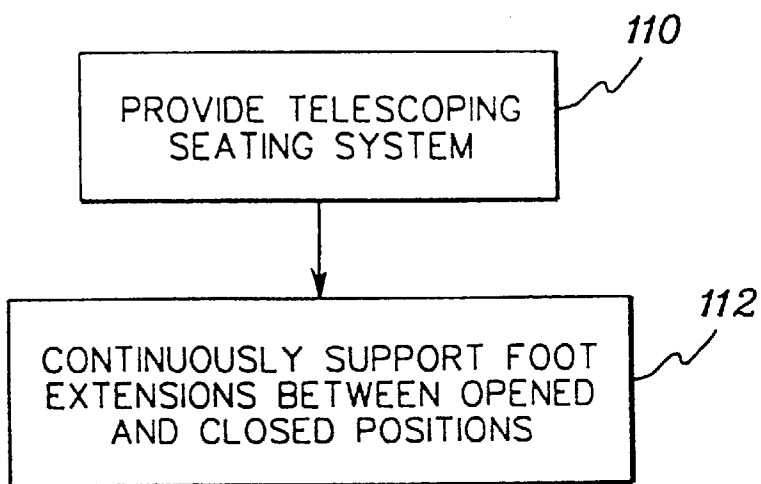 110
PROVIDE TELESCOPING
SEATING SYSTEM
112
CONTINUOUSLY SUPPORT FOOT
EXTENSIONS BETWEEN OPENED
AND CLOSED POSITIONS